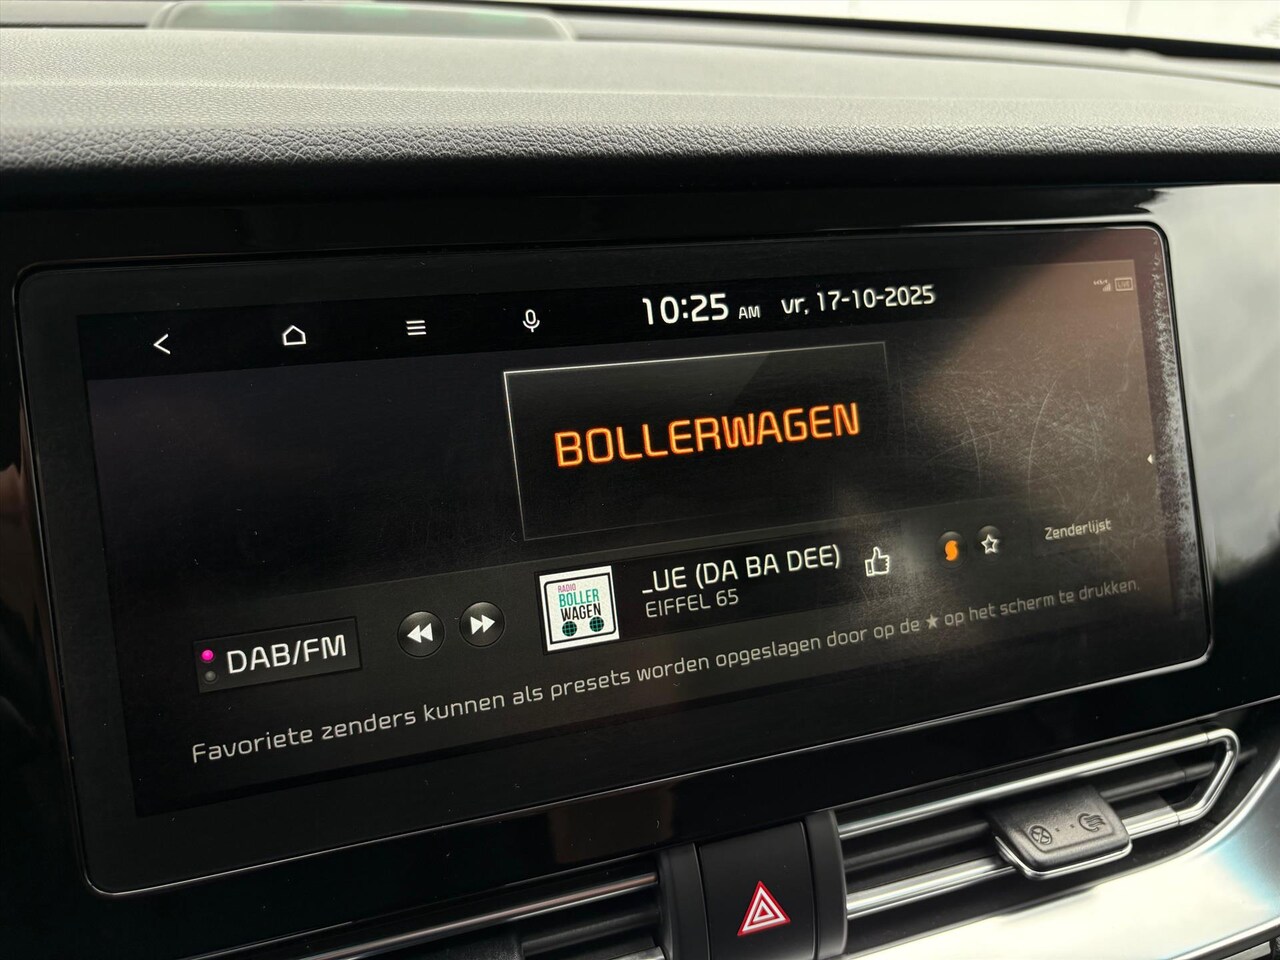 10:25 AM vr, 17-10-2025
LIVE
BOLLERWAGEN
Zenderlijst
_UE (DA BA DEE)
EIFFEL 65
RADIO
BOLLER
WAGEN
DAB/FM
Favoriete zenders kunnen als presets worden opgeslagen door op de ★ op het scherm te drukken.